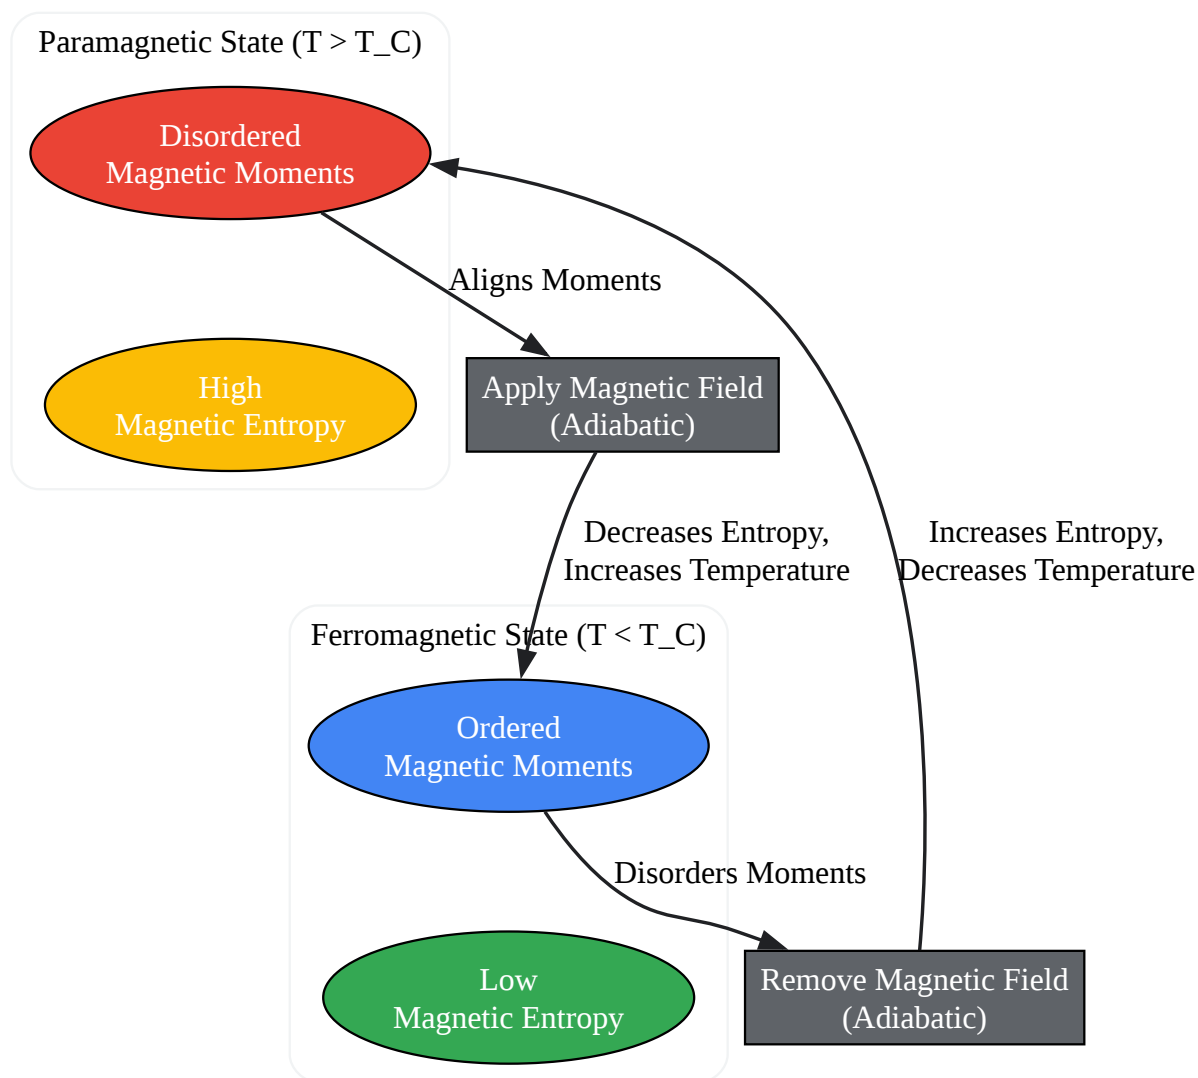 Paramagnetic State (T > T_C)
Disordered
Magnetic Moments
Aligns Moments
High
Magnetic Entropy
Apply Magnetic Field
(Adiabatic)
Decreases Entropy,
Increases Temperature
Increases Entropy,
Decreases Temperature
Ferromagnetic State (T < T_C)
Ordered
Magnetic Moments
Disorders Moments
Low
Magnetic Entropy
Remove Magnetic Field
(Adiabatic)